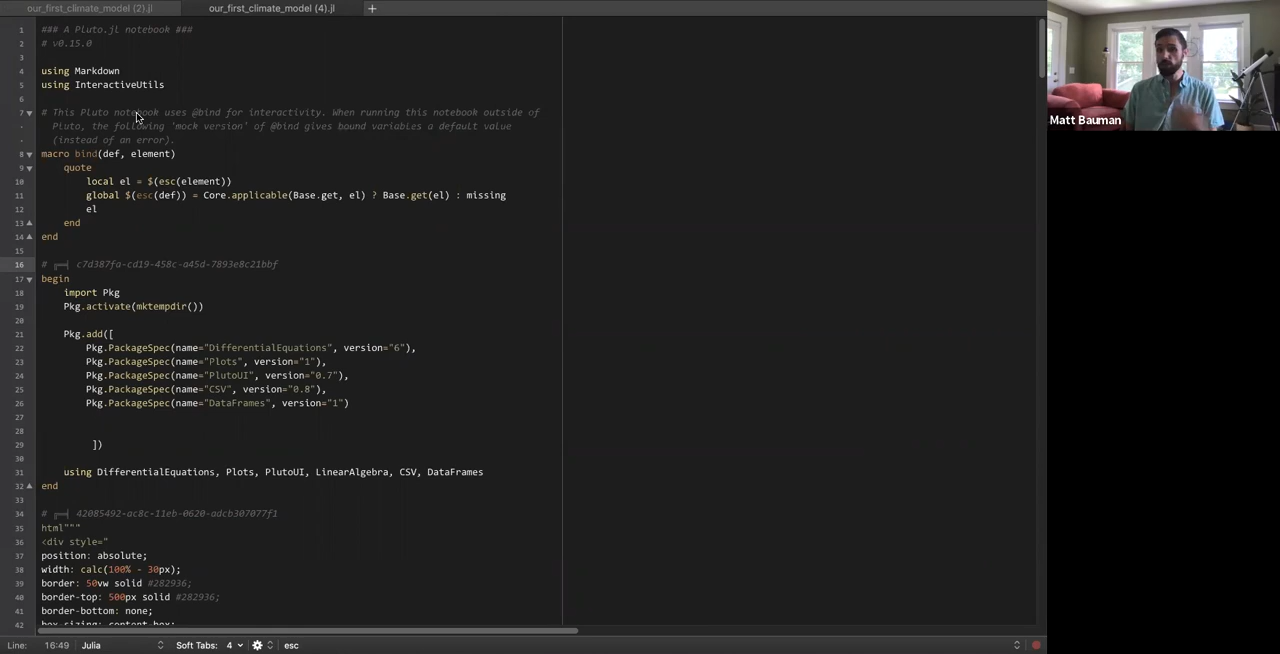 our_first_climate_model (2).jl
our_first_climate_model (4).jl
+
1 ### A Pluto.jl notebook ###
2 # v0.15.0
3
4 using Markdown
5 using InteractiveUtils
6
7 # This Pluto notebook uses @bind for interactivity. When running this notebook outside of
· Pluto, the following 'mock version' of @bind gives bound variables a default value
· (instead of an error).
8 macro bind(def, element)
9 quote
10 local el = $(esc(element))
11 global $(esc(def)) = Core.applicable(Base.get, el) ? Base.get(el) : missing
12 el
13 end
14 end
15
16 # ╔═╡ c7d387fa-cd19-458c-a45d-7893e8c21bbf
17 begin
18 import Pkg
19 Pkg.activate(mktempdir())
20
21 Pkg.add([
22 Pkg.PackageSpec(name="DifferentialEquations", version="6"),
23 Pkg.PackageSpec(name="Plots", version="1"),
24 Pkg.PackageSpec(name="PlutoUI", version="0.7"),
25 Pkg.PackageSpec(name="CSV", version="0.8"),
26 Pkg.PackageSpec(name="DataFrames", version="1")
27
28
29 ])
30
31 using DifferentialEquations, Plots, PlutoUI, LinearAlgebra, CSV, DataFrames
32 end
33
34 # ╔═╡ 42085492-ac8c-11eb-0620-adcb307077f1
35 html"""
36 <div style="
37 position: absolute;
38 width: calc(100% - 30px);
39 border: 50vw solid #282936;
40 border-top: 500px solid #282936;
41 border-bottom: none;
42 box-sizing: content-box;
Line: 16:49 Julia Soft Tabs: 4 esc
Matt Bauman